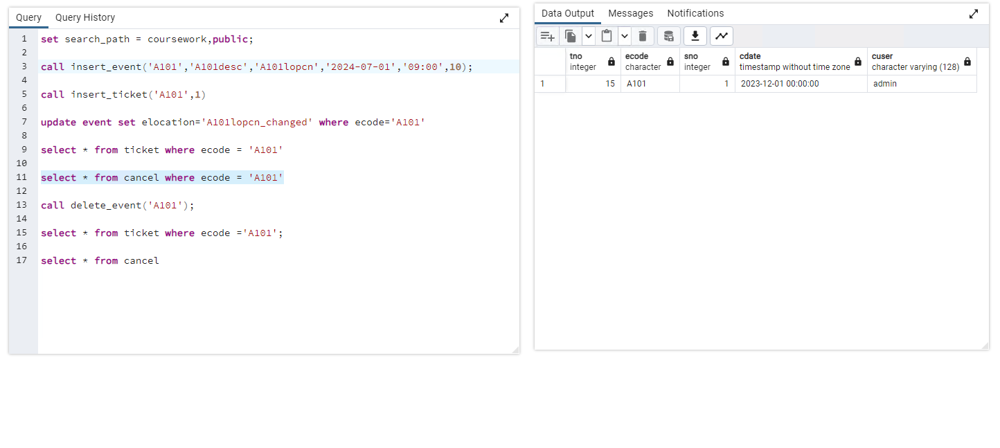 Query Query History
1 set search_path = coursework,public;
2
3 call insert_event('A101','A101desc','A101lopcn','2024-07-01','09:00',10);
4
5 call insert_ticket('A101',1)
6
7 update event set elocation='A101lopcn_changed' where ecode='A101'
8
9 select * from ticket where ecode = 'A101'
10
11 select * from cancel where ecode = 'A101'
12
13 call delete_event('A101');
14
15 select * from ticket where ecode ='A101';
16
17 select * from cancel
Data Output Messages Notifications
tno ecode sno cdate cuser
integer character integer timestamp without time zone character varying (128)
1 15 A101 1 2023-12-01 00:00:00 admin